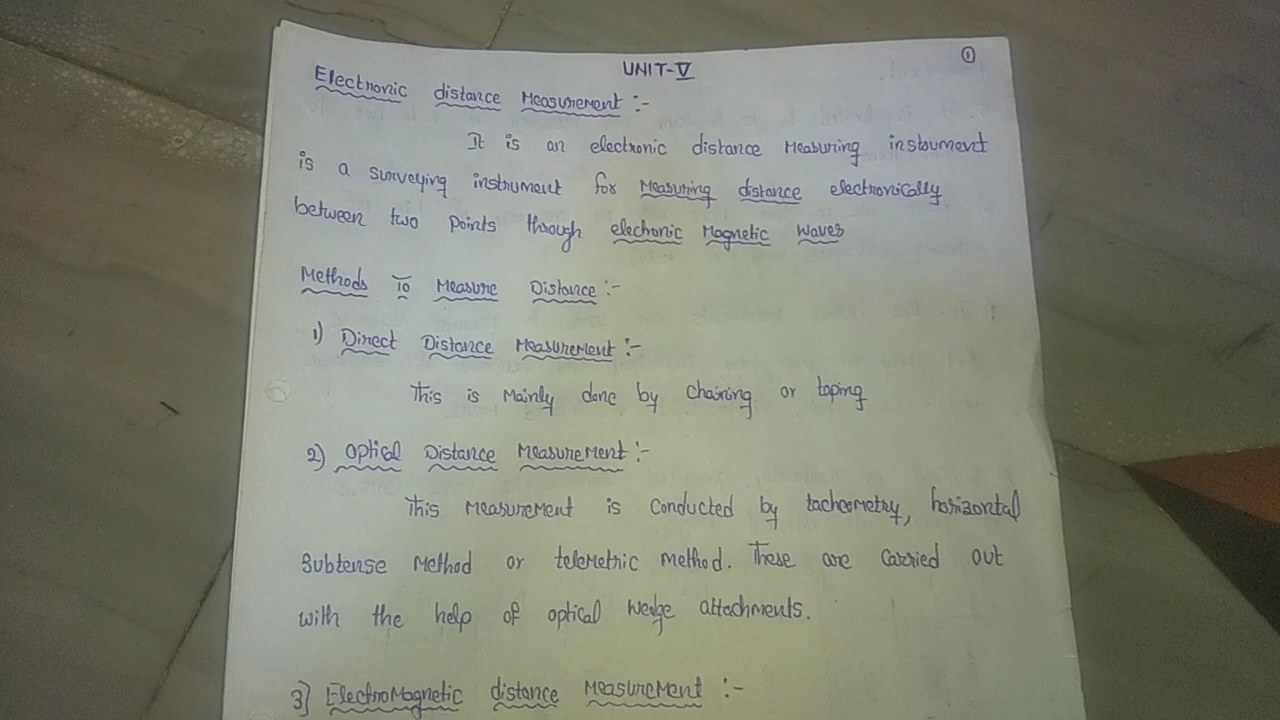 ①
UNIT-V
Electronic distance Measurement :-
It is an electronic distance Measuring instrument
is a surveying instrument for Measuring distance electronically
between two points through electronic Magnetic waves
Methods To Measure Distance :-
1) Direct Distance Measurement :-
This is Mainly done by chaining or taping
2) Optical Distance Measurement :-
This Measurement is conducted by tacheometry, horizontal
Subtense Method or telemetric method. These are carried out
with the help of optical wedge attachments.
3) ElectroMagnetic distance Measurement :-